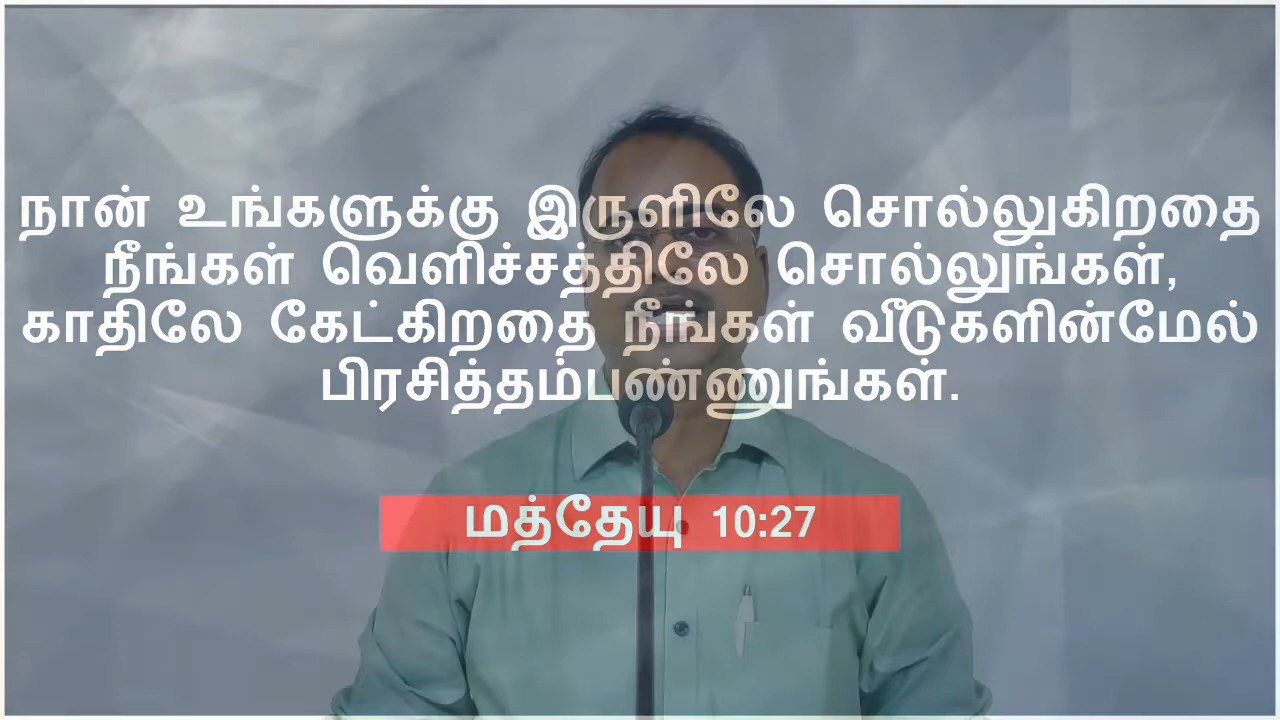 நான் உங்களுக்கு இருளிலே சொல்லுகிறதை
நீங்கள் வெளிச்சத்திலே சொல்லுங்கள்,
காதிலே கேட்கிறதை நீங்கள் வீடுகளின்மேல்
பிரசித்தம்பண்ணுங்கள்.
மத்தேயு 10:27